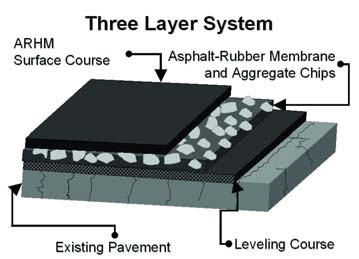 Three Layer System
ARHM
Surface Course
Asphalt-Rubber Membrane
and Aggregate Chips
Existing Pavement
Leveling Course